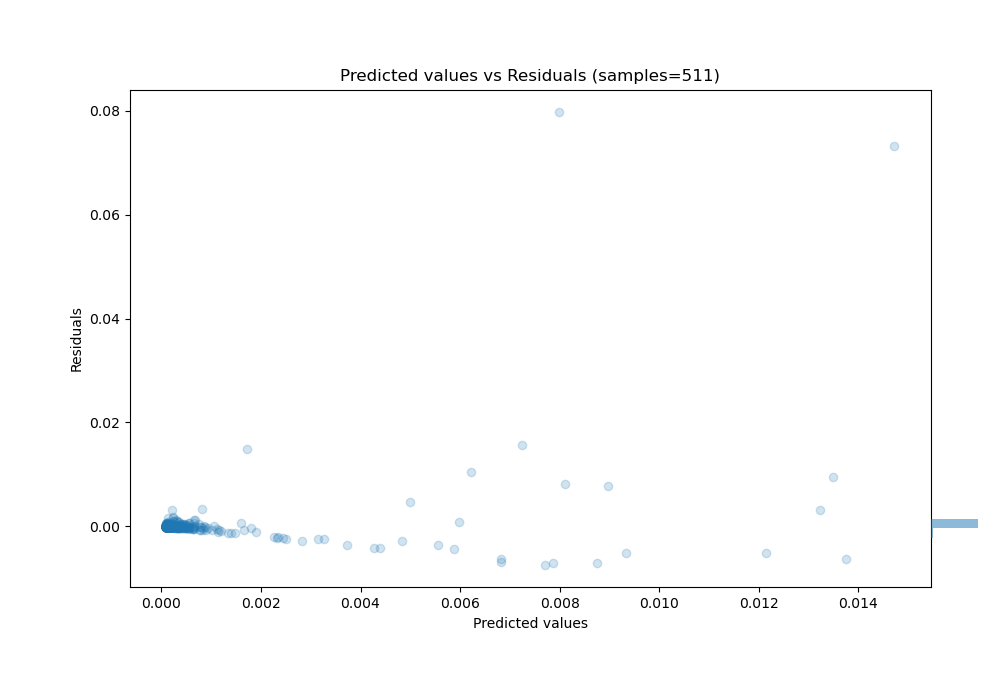 Predicted values vs Residuals (samples=511)
0.08
0.06
0.04
0.02
0.00
Residuals
0.000 0.002 0.004 0.006 0.008 0.010 0.012 0.014
Predicted values